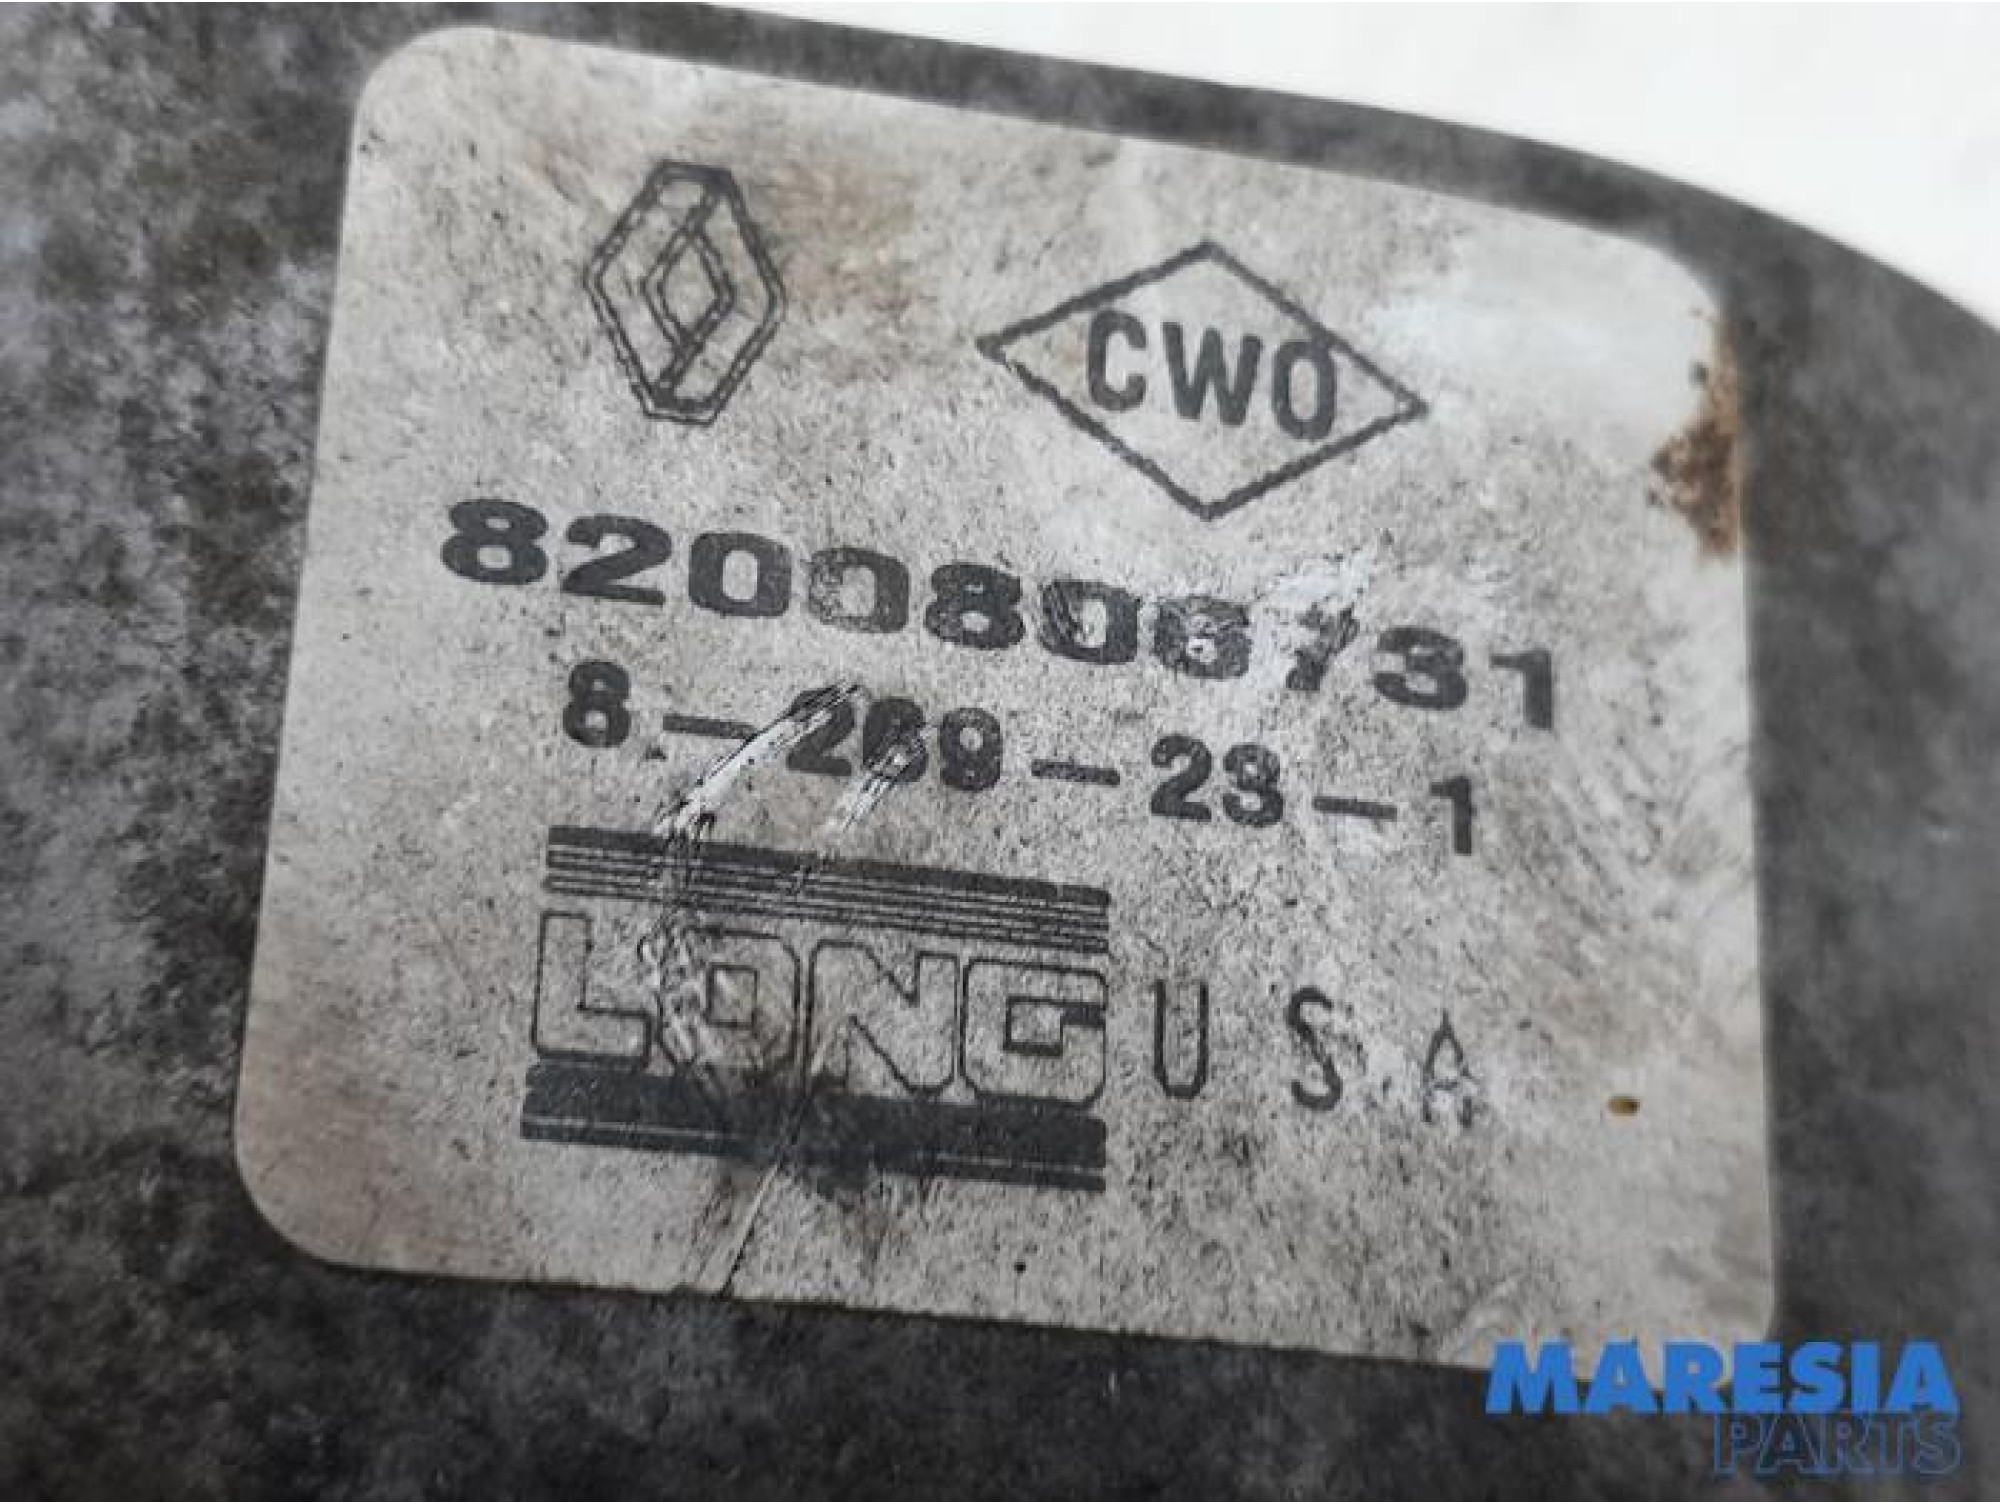 CWO
8200806731
8-269-23-1
LONG USA
MARESIA
PARTS